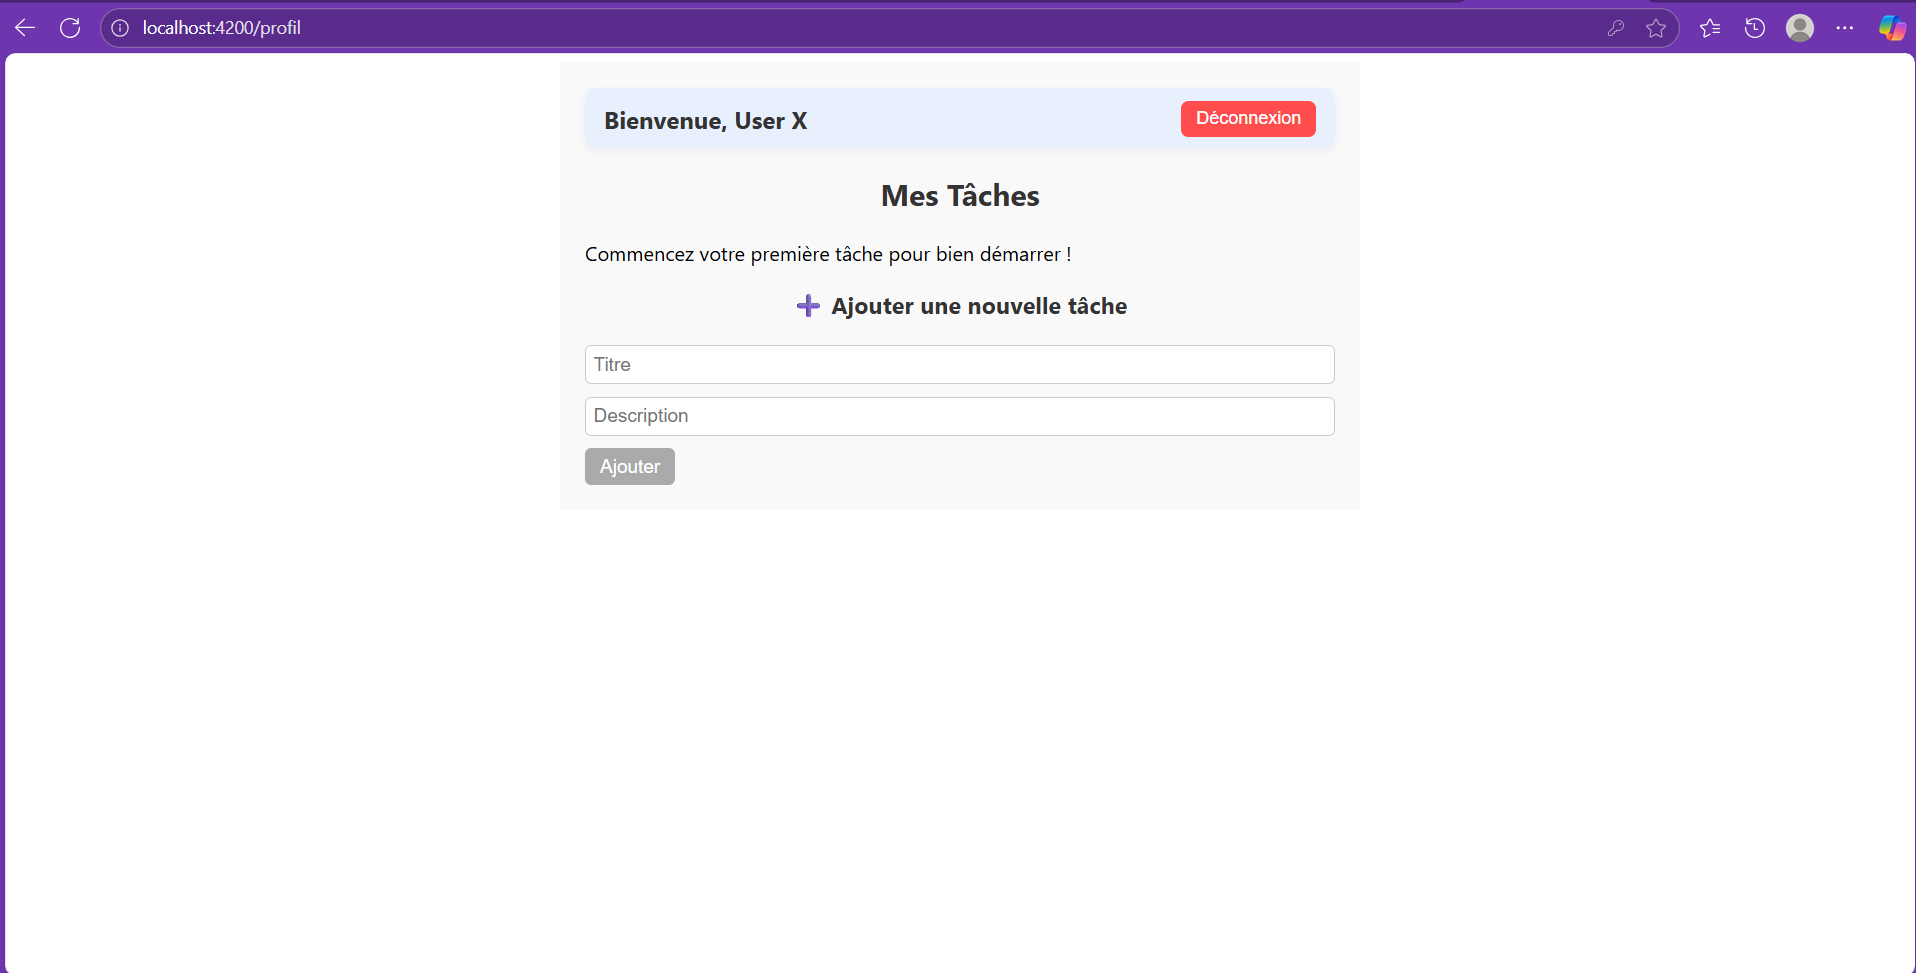 localhost:4200/profil
Bienvenue, User X
Déconnexion
Mes Tâches
Commencez votre première tâche pour bien démarrer !
➕ Ajouter une nouvelle tâche
Titre
Description
Ajouter